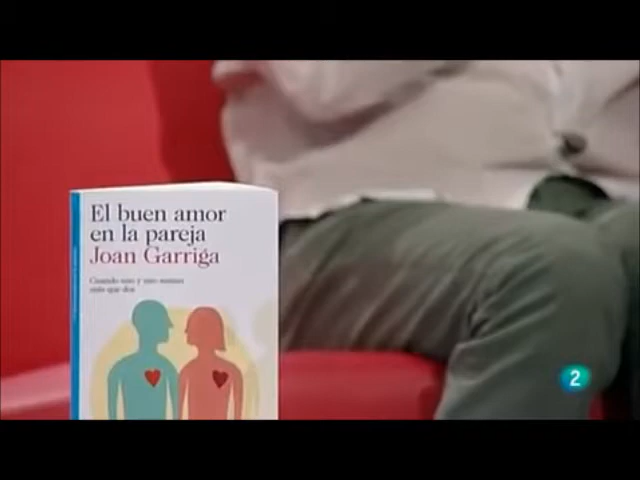 El buen amor
en la pareja
Joan Garriga
Cuando uno y uno suman
más que dos
2